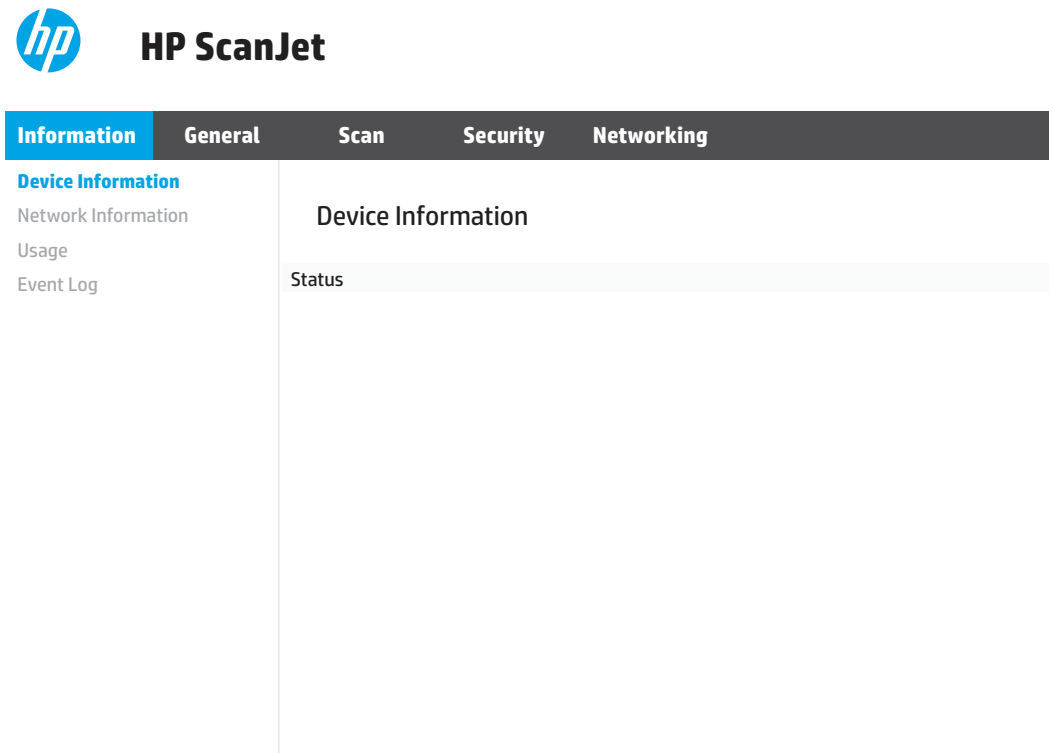 hp
HP ScanJet
Information General Scan Security Networking
Device Information
Network Information
Usage
Event Log
Device Information
Status